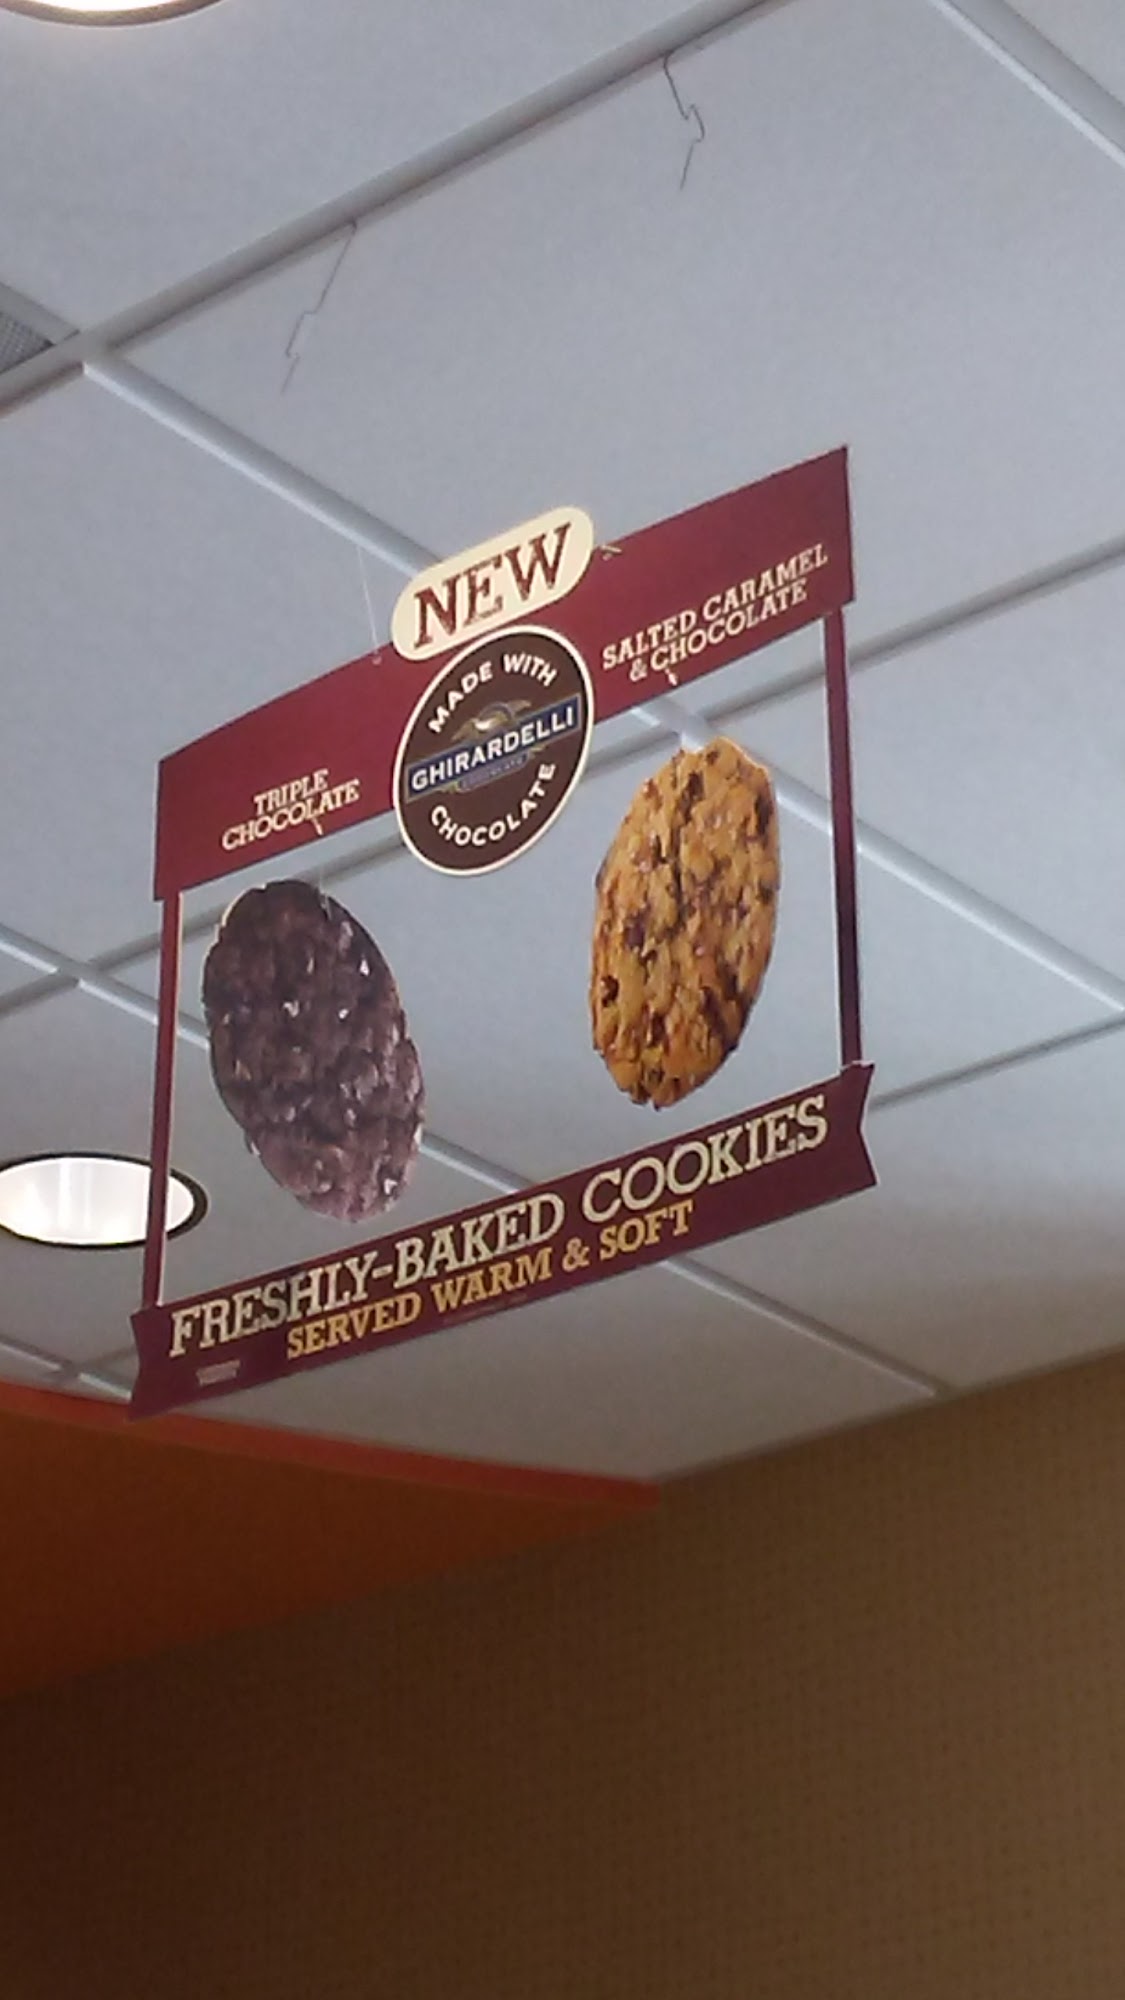 NEW
MADE WITH
GHIRARDELLI
CHOCOLATE
TRIPLE
CHOCOLATE
SALTED CARAMEL
& CHOCOLATE
FRESHLY-BAKED COOKIES
SERVED WARM & SOFT